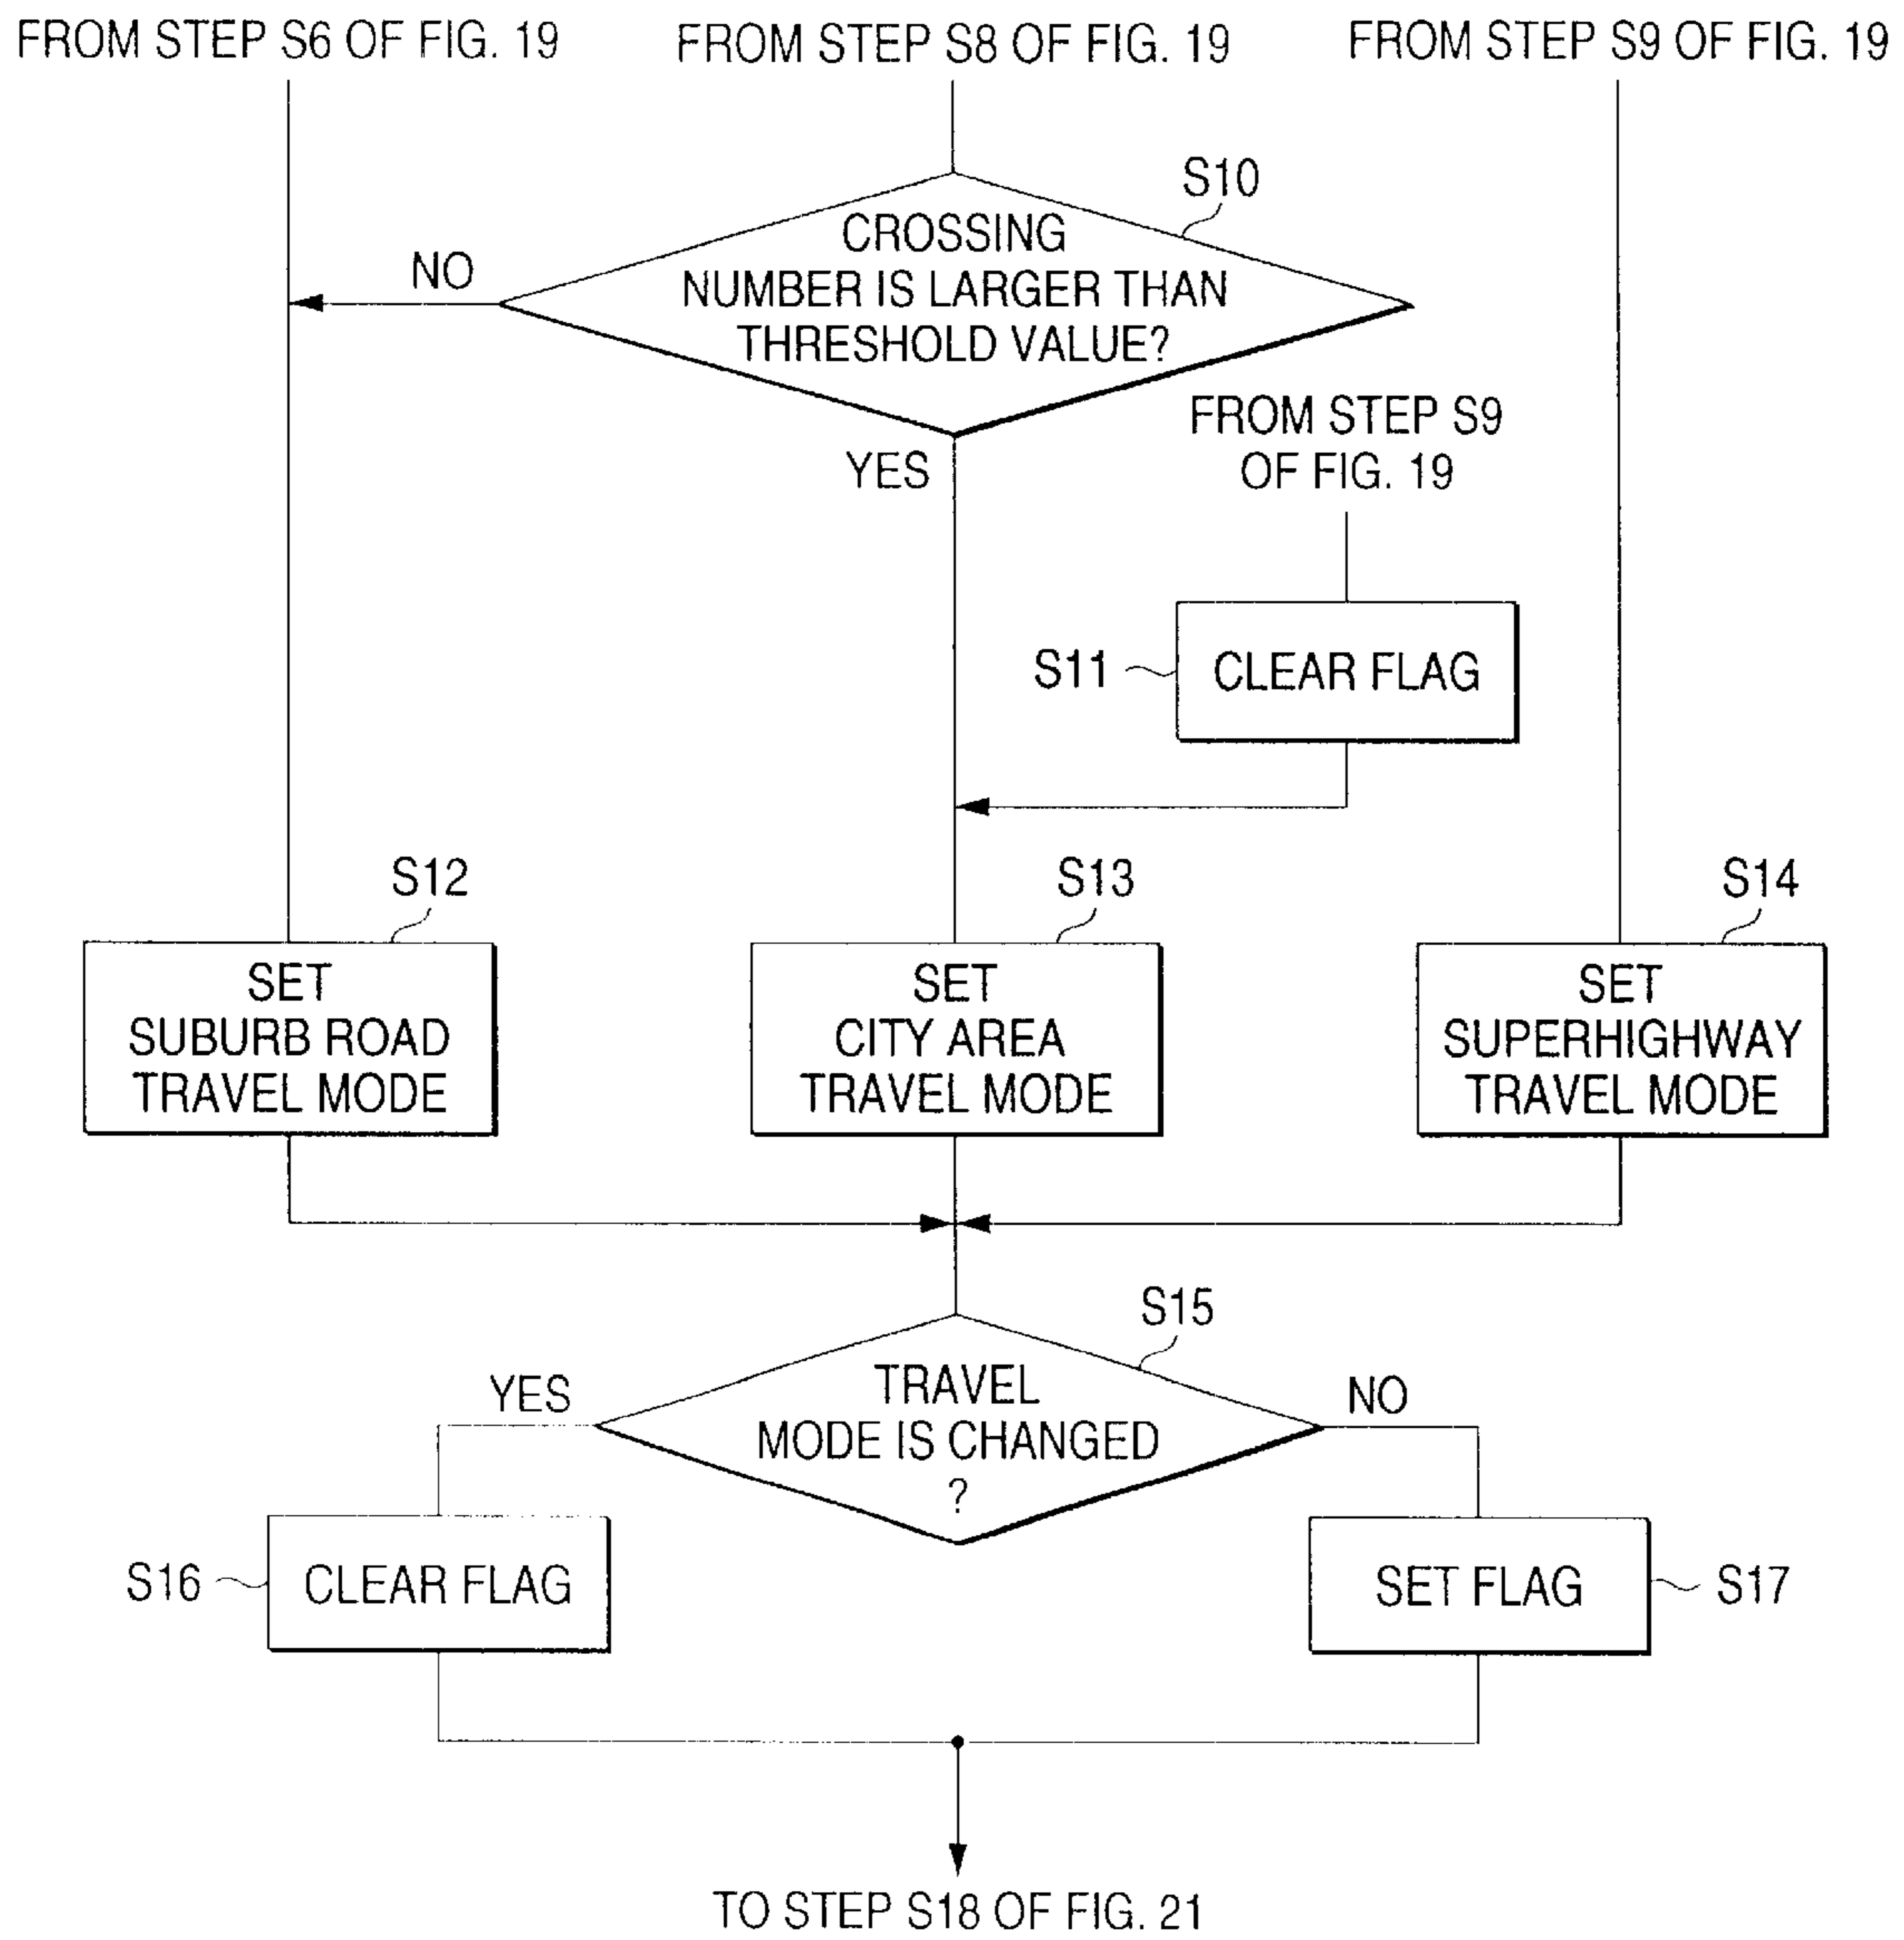 FROM STEP S6 OF FIG. 19
FROM STEP S8 OF FIG. 19
FROM STEP S9 OF FIG. 19
S10
CROSSING
NUMBER IS LARGER THAN
THRESHOLD VALUE?
NO
YES
FROM STEP S9
OF FIG. 19
S11
CLEAR FLAG
S12
SET
SUBURB ROAD
TRAVEL MODE
S13
SET
CITY AREA
TRAVEL MODE
S14
SET
SUPERHIGHWAY
TRAVEL MODE
S15
TRAVEL
MODE IS CHANGED
?
YES
NO
S16
CLEAR FLAG
SET FLAG
S17
TO STEP S18 OF FIG. 21